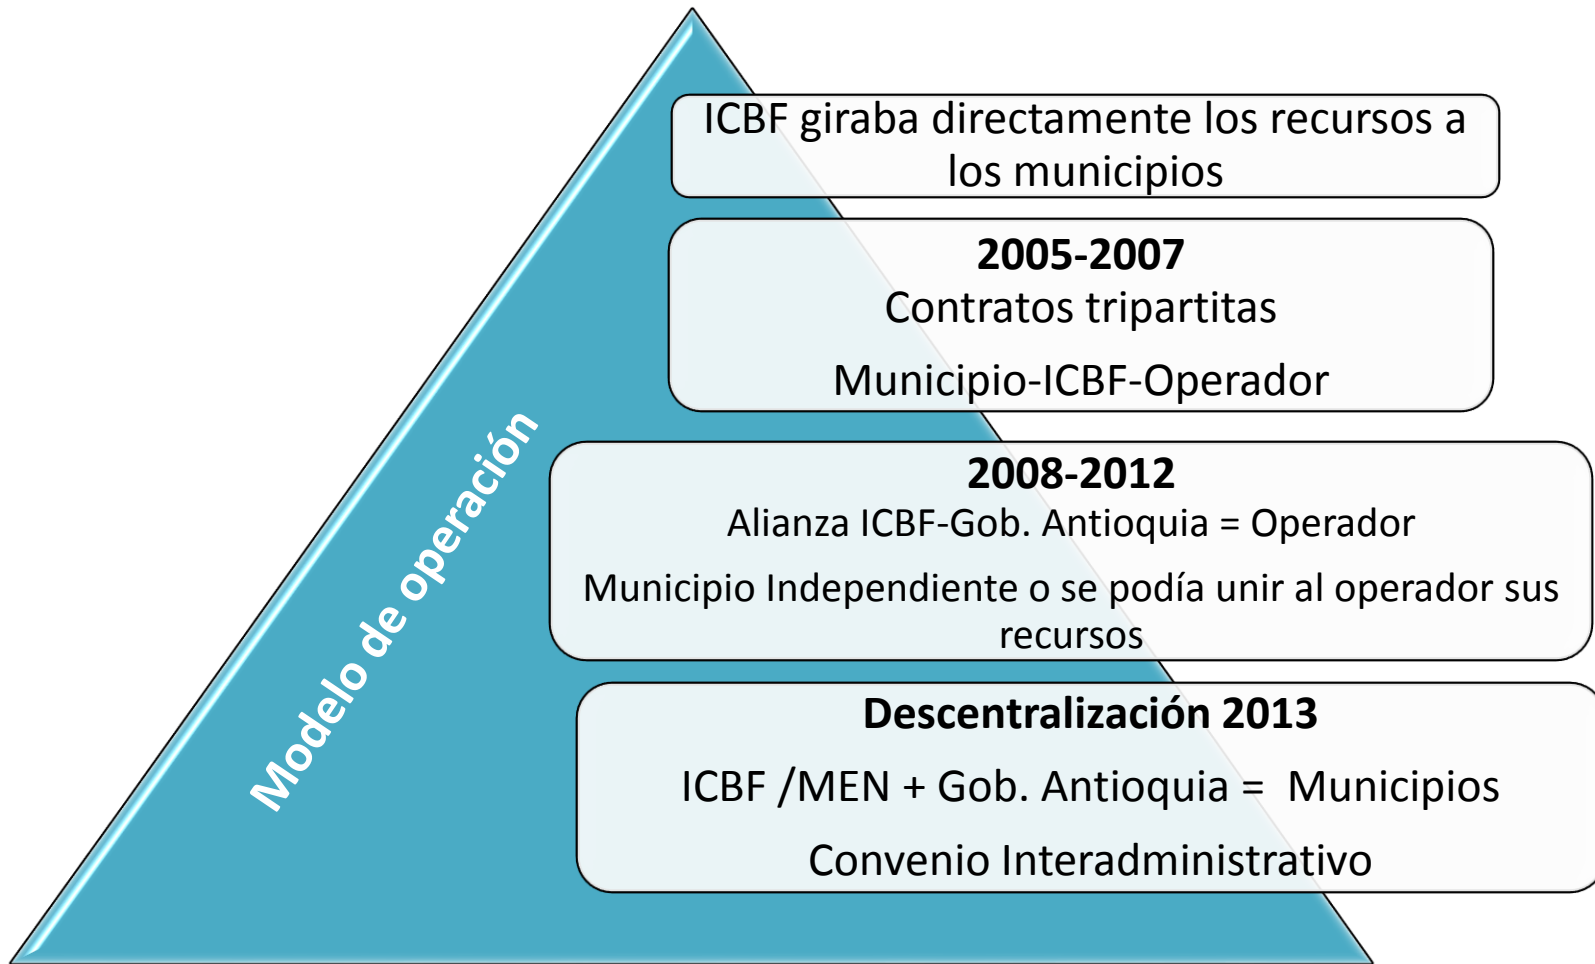 ICBF giraba directamente los recursos a
los municipios
2005-2007
Contratos tripartitas
Municipio-ICBF-Operador
2008-2012
Alianza ICBF-Gob. Antioquia = Operador
Municipio Independiente o se podía unir al operador sus
recursos
Descentralización 2013
ICBF /MEN + Gob. Antioquia = Municipios
Convenio Interadministrativo
Modelo de operación